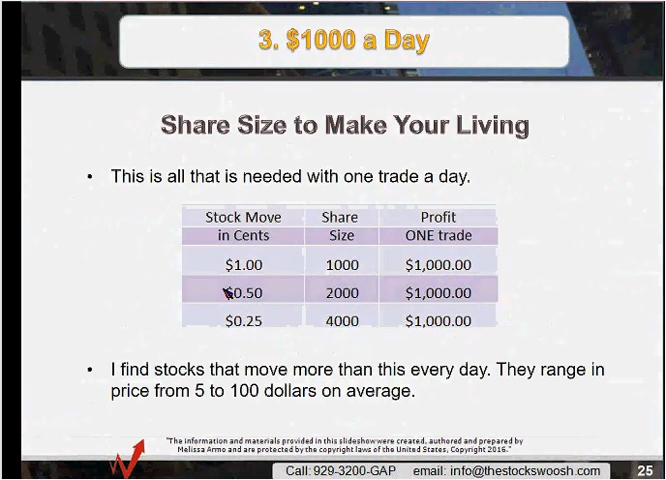 3. $1000 a Day
Share Size to Make Your Living
• This is all that is needed with one trade a day.
Stock Move in Cents Share Size Profit ONE trade
$1.00 1000 $1,000.00
$0.50 2000 $1,000.00
$0.25 4000 $1,000.00
• I find stocks that move more than this every day. They range in
price from 5 to 100 dollars on average.
"The information and materials provided in this slideshow were created, authored and prepared by
Melissa Armo and are protected by the copyright laws of the United States, Copyright 2016."
Call: 929-3200-GAP email: info@thestockswoosh.com 25